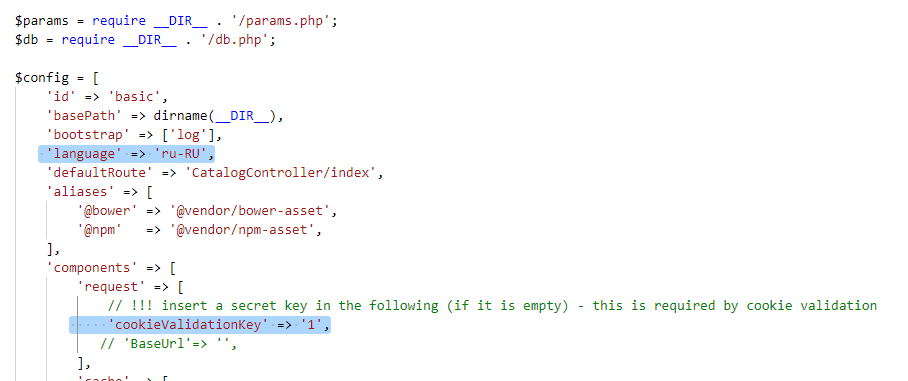 $params = require __DIR__ . '/params.php';
$db = require __DIR__ . '/db.php';
$config = [
'id' => 'basic',
'basePath' => dirname(__DIR__),
'bootstrap' => ['log'],
'language' => 'ru-RU',
'defaultRoute' => 'CatalogController/index',
'aliases' => [
'@bower' => '@vendor/bower-asset',
'@npm'   => '@vendor/npm-asset',
],
'components' => [
'request' => [
// !!! insert a secret key in the following (if it is empty) - this is required by cookie validation
'cookieValidationKey' => '1',
// 'BaseUrl'=> '',
],
'cache' => [